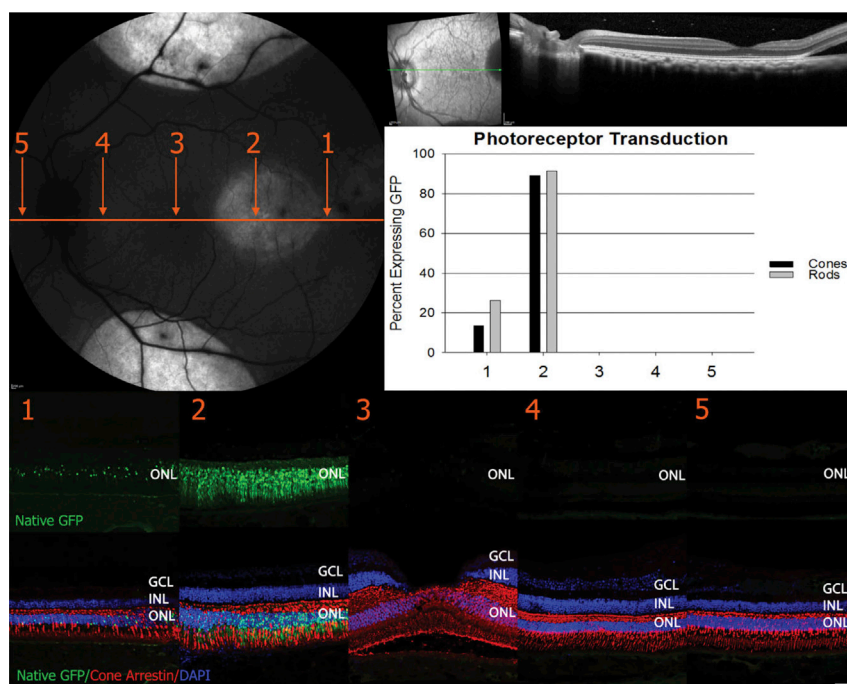 5 4 3 2 1
Photoreceptor Transduction
Percent Expressing GFP
100
80
60
40
20
0
1 2 3 4 5
Cones
Rods
1 2 3 4 5
ONL ONL ONL ONL ONL
Native GFP
GCL GCL GCL GCL GCL
INL INL INL INL INL
ONL ONL ONL ONL ONL
Native GFP/Cone Arrestin/DAPI